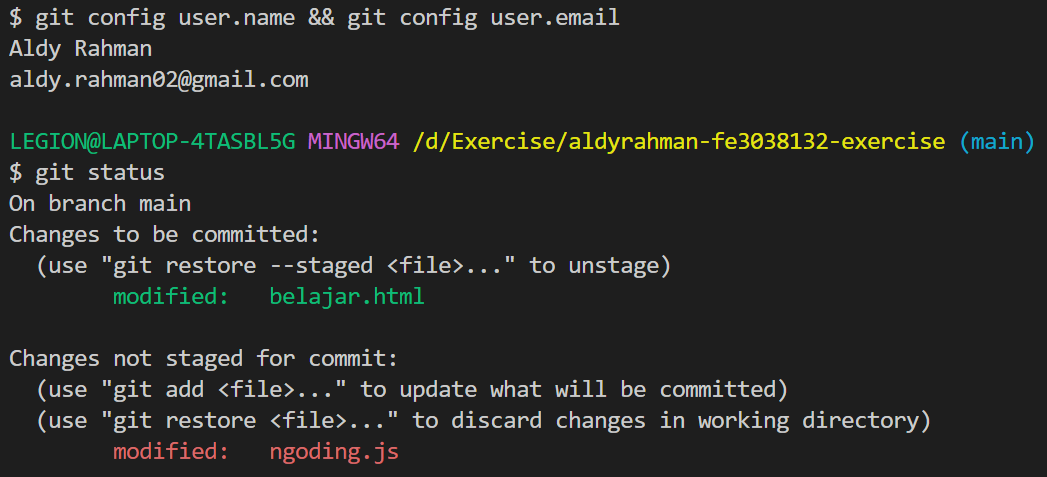 $ git config user.name && git config user.email
Aldy Rahman
aldy.rahman02@gmail.com
LEGION@LAPTOP-4TASBL5G MINGW64 /d/Exercise/aldyrahman-fe3038132-exercise (main)
$ git status
On branch main
Changes to be committed:
  (use "git restore --staged <file>..." to unstage)
        modified:   belajar.html
Changes not staged for commit:
  (use "git add <file>..." to update what will be committed)
  (use "git restore <file>..." to discard changes in working directory)
        modified:   ngoding.js